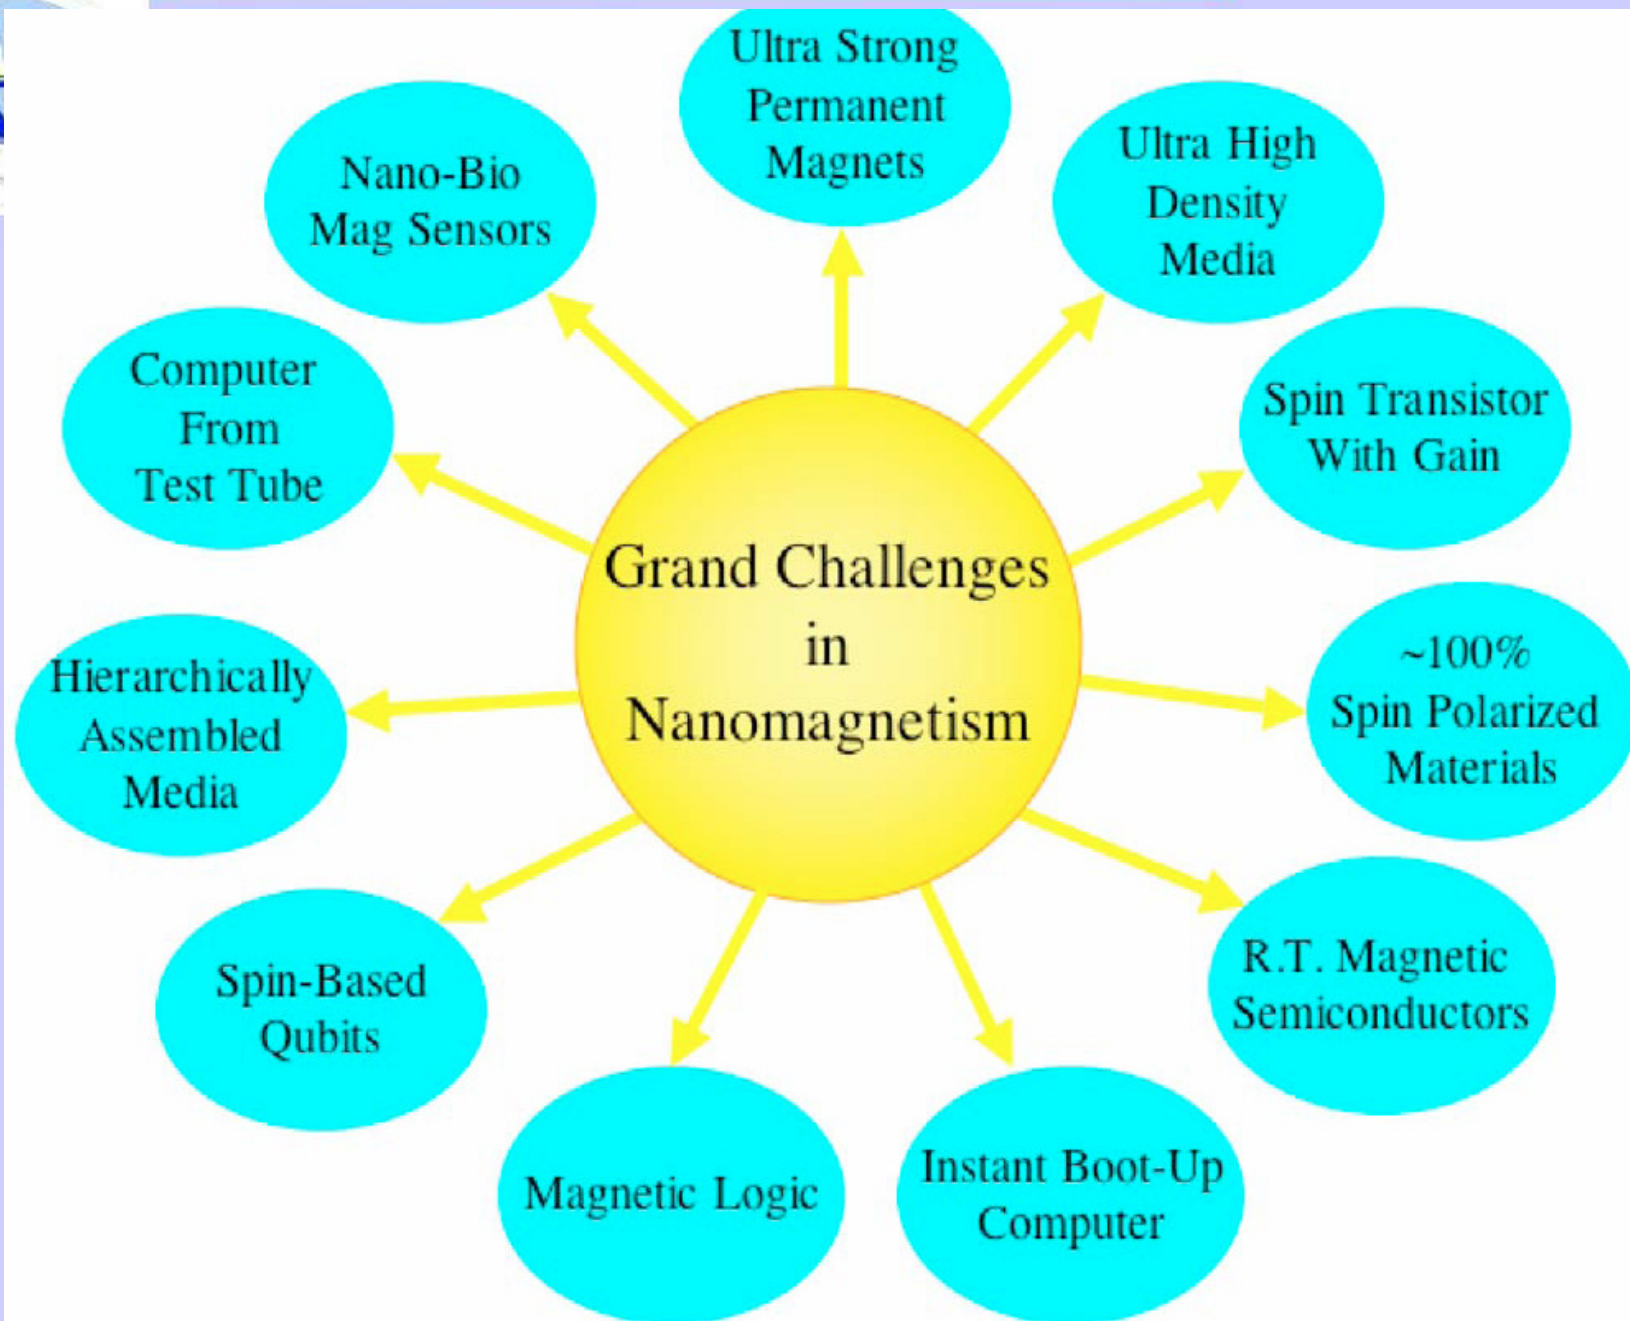 Ultra Strong
Permanent
Magnets
Ultra High
Density
Media
Spin Transistor
With Gain
~100%
Spin Polarized
Materials
R.T. Magnetic
Semiconductors
Instant Boot-Up
Computer
Magnetic Logic
Spin-Based
Qubits
Hierarchically
Assembled
Media
Computer
From
Test Tube
Nano-Bio
Mag Sensors
Grand Challenges
in
Nanomagnetism